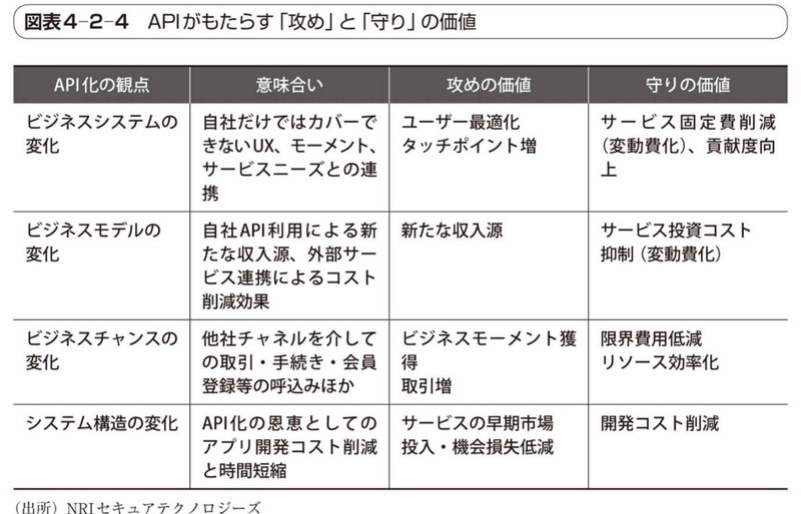 図表4-2-4 APIがもたらす「攻め」と「守り」の価値
API化の観点 意味合い 攻めの価値 守りの価値
ビジネスシステムの
変化
自社だけではカバーで
きないUX、モーメント、
サービスニーズとの連
携
ユーザー最適化
タッチポイント増
サービス固定費削減
(変動費化)、貢献度向
上
ビジネスモデルの
変化
自社API利用による新
たな収入源、外部サー
ビス連携によるコスト
削減効果
新たな収入源
サービス投資コスト
抑制(変動費化)
ビジネスチャンスの
変化
他社チャネルを介して
の取引・手続き・会員
登録等の呼込みほか
ビジネスモーメント獲
得
取引増
限界費用低減
リソース効率化
システム構造の変化
API化の恩恵としての
アプリ開発コスト削減
と時間短縮
サービスの早期市場
投入・機会損失低減
開発コスト削減
(出所)NRIセキュアテクノロジーズ